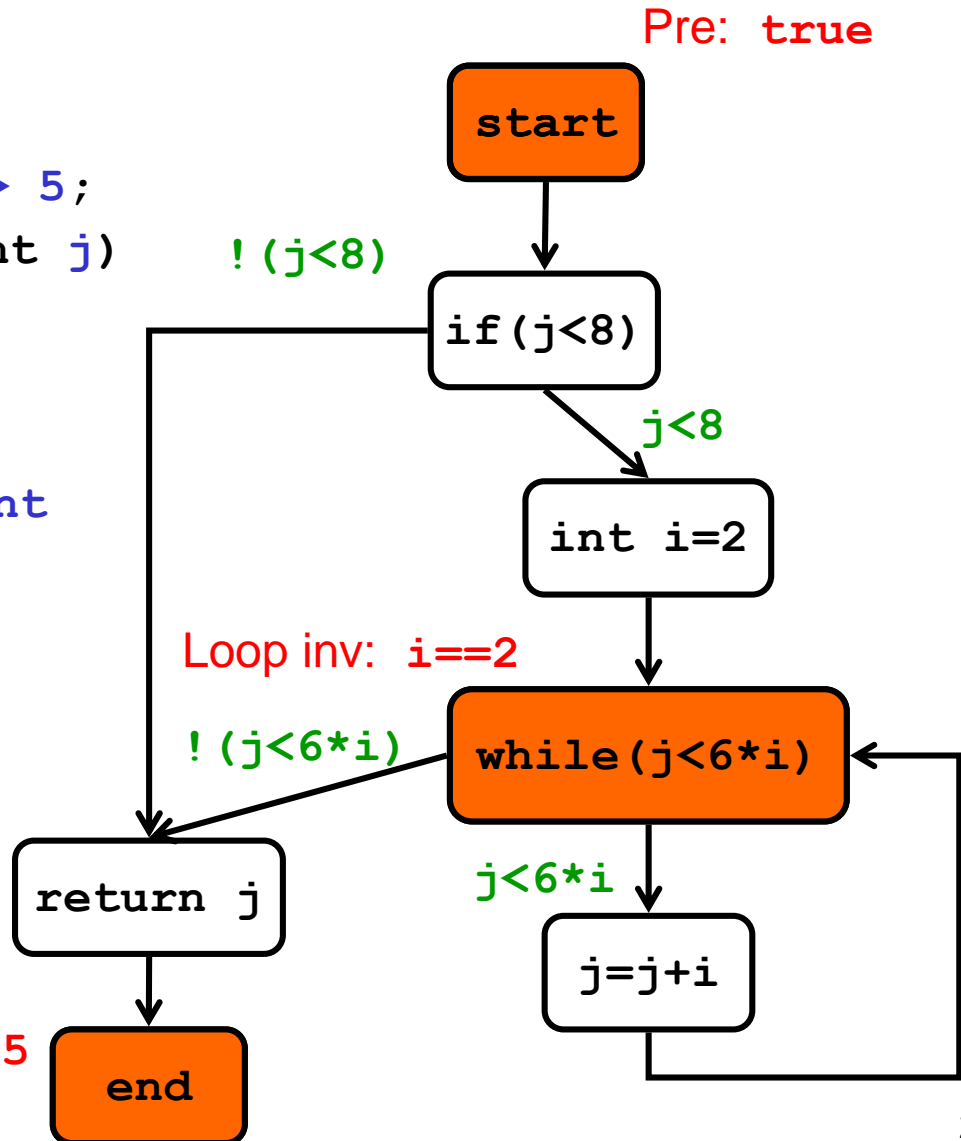 Pre: true
start
> 5;
nt j)
!(j<8)
if(j<8)
j<8
nt
int i=2
Loop inv: i==2
!(j<6*i)
while(j<6*i)
j<6*i
return j
j=j+i
5
end